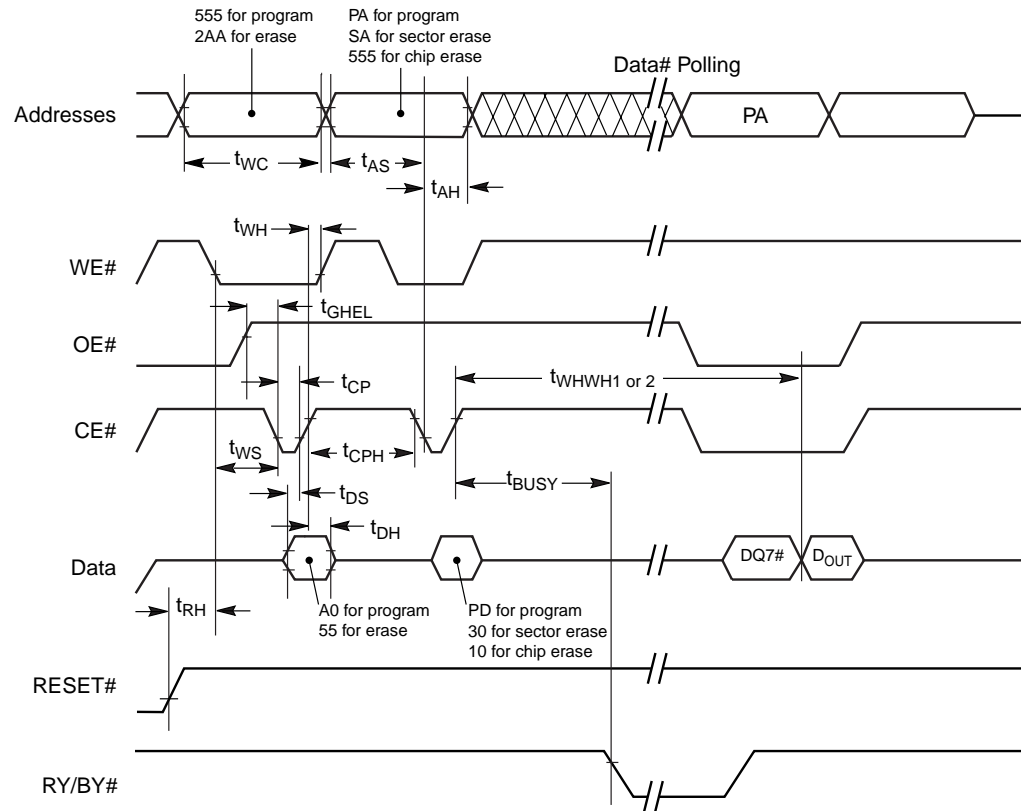 555 for program
2AA for erase
PA for program
SA for sector erase
555 for chip erase
Data# Polling
Addresses
PA
tWC
tAS
tAH
tWH
WE#
tGHEL
OE#
tWHWH1 or 2
tCP
CE#
tWS
tCPH
tBUSY
tDS
tDH
Data
DQ7#
DOUT
tRH
A0 for program
55 for erase
PD for program
30 for sector erase
10 for chip erase
RESET#
RY/BY#